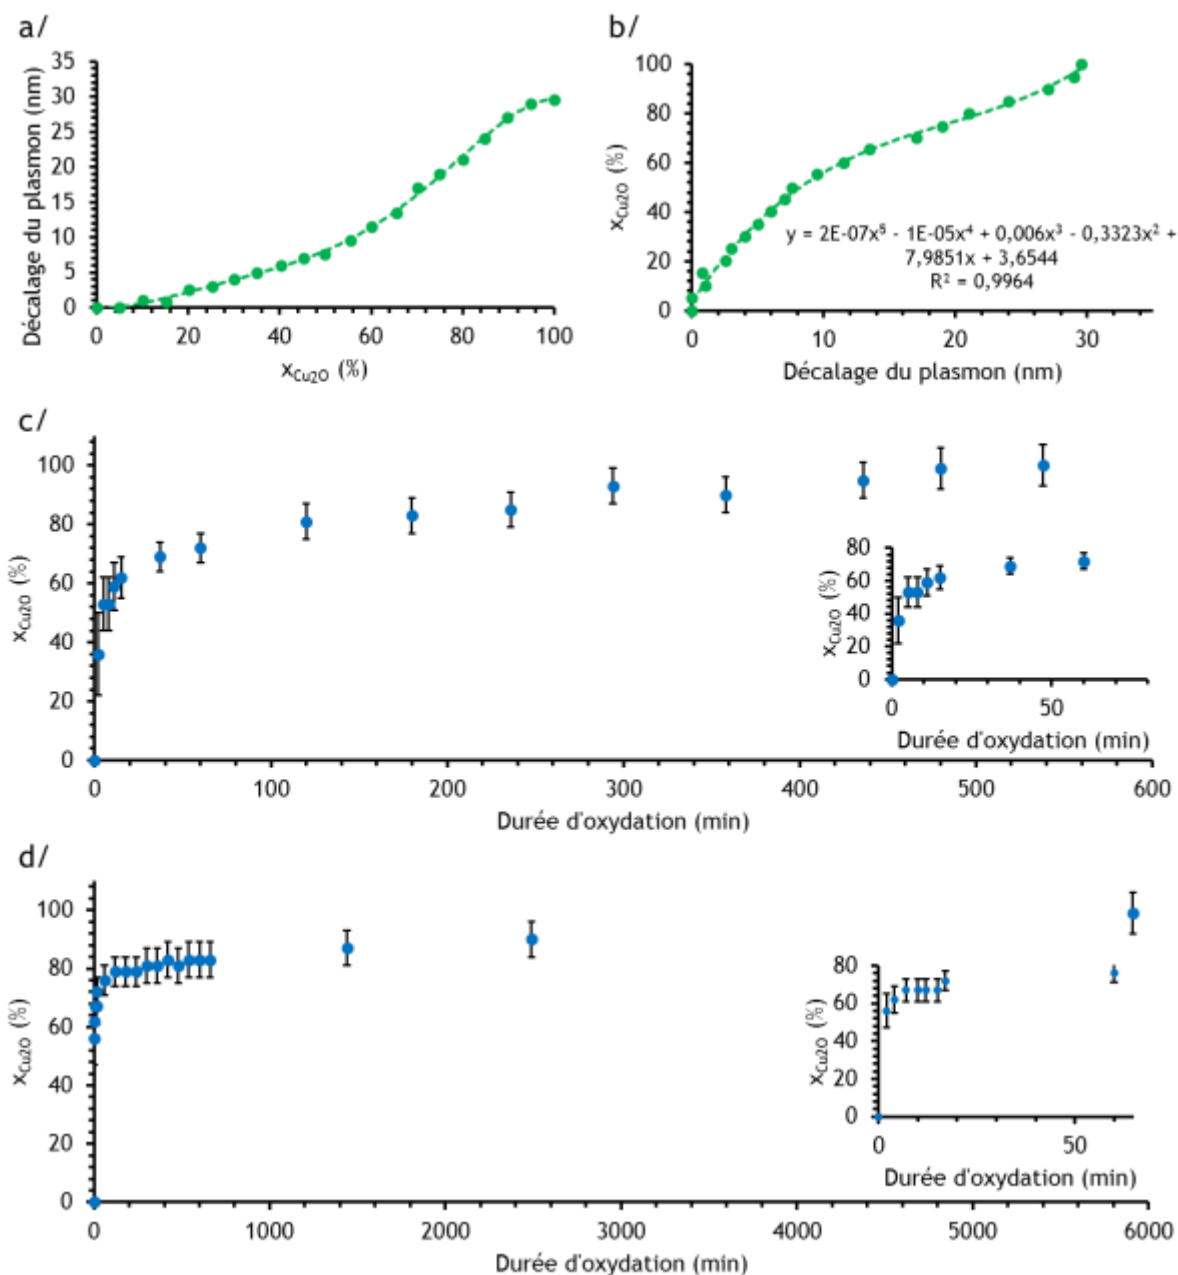 a/
Décalage du plasmon (nm)
35
30
25
20
15
10
5
0
0 20 40 60 80 100
xCu2O (%)
b/
xCu2O (%)
100
80
60
40
20
0
y = 2E-07x⁵ - 1E-05x⁴ + 0,006x³ - 0,3323x² +
7,9851x + 3,6544
R² = 0,9964
0 10 20 30
Décalage du plasmon (nm)
c/
xCu2O (%)
100
80
60
40
20
0
0 100 200 300 400 500 600
Durée d'oxydation (min)
xCu2O (%)
80
60
40
20
0
0 50
Durée d'oxydation (min)
d/
xCu2O (%)
100
80
60
40
20
0
0 1000 2000 3000 4000 5000 6000
Durée d'oxydation (min)
xCu2O (%)
80
60
40
20
0
0 50
Durée d'oxydation (min)